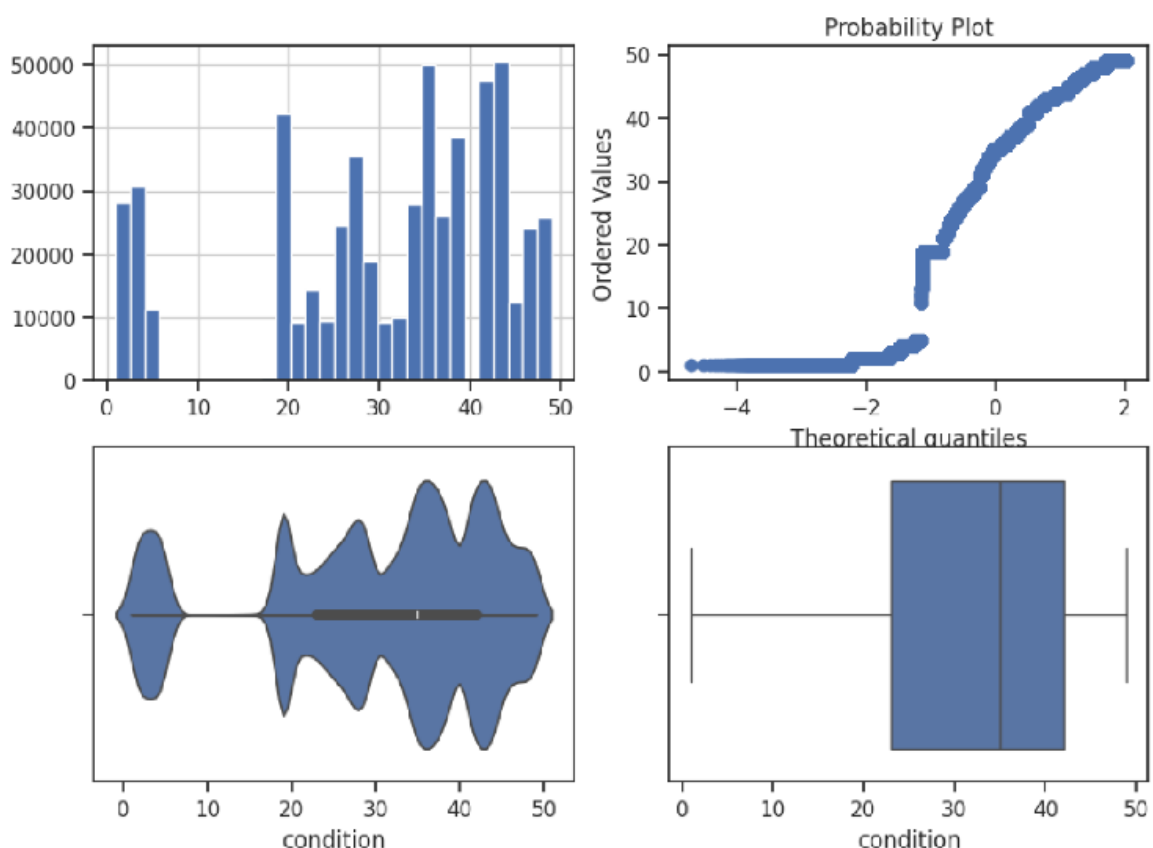 Probability Plot
50000
40000
30000
20000
10000
0
0 10 20 30 40 50
Ordered Values
50
40
30
20
10
0
−4 −2 0 2
Theoretical quantiles
0 10 20 30 40 50
condition
0 10 20 30 40 50
condition